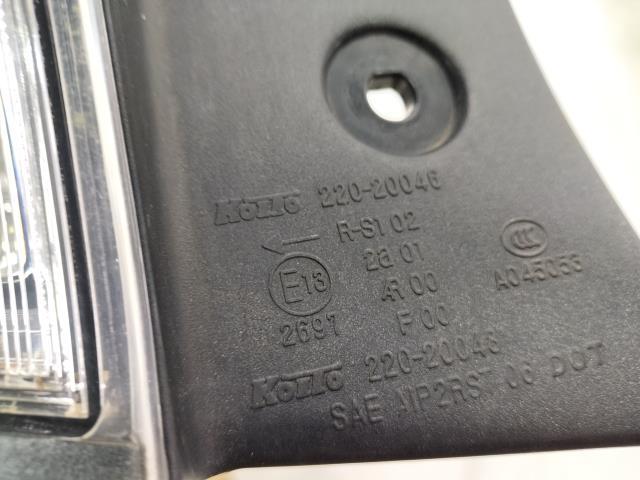 KOITO 220-20046
R-S1 02
2a 01
AR 00
F 00
E13
2697
CCC
A045053
KOITO 220-20046
SAE AIP2RST 06 DOT